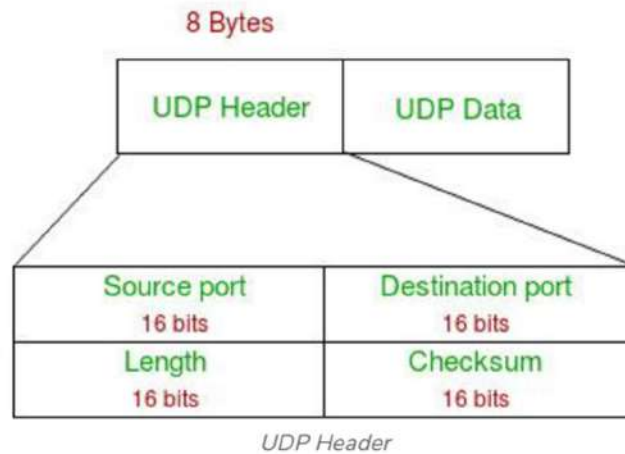 8 Bytes
UDP Header UDP Data
Source port Destination port
16 bits 16 bits
Length Checksum
16 bits 16 bits
UDP Header